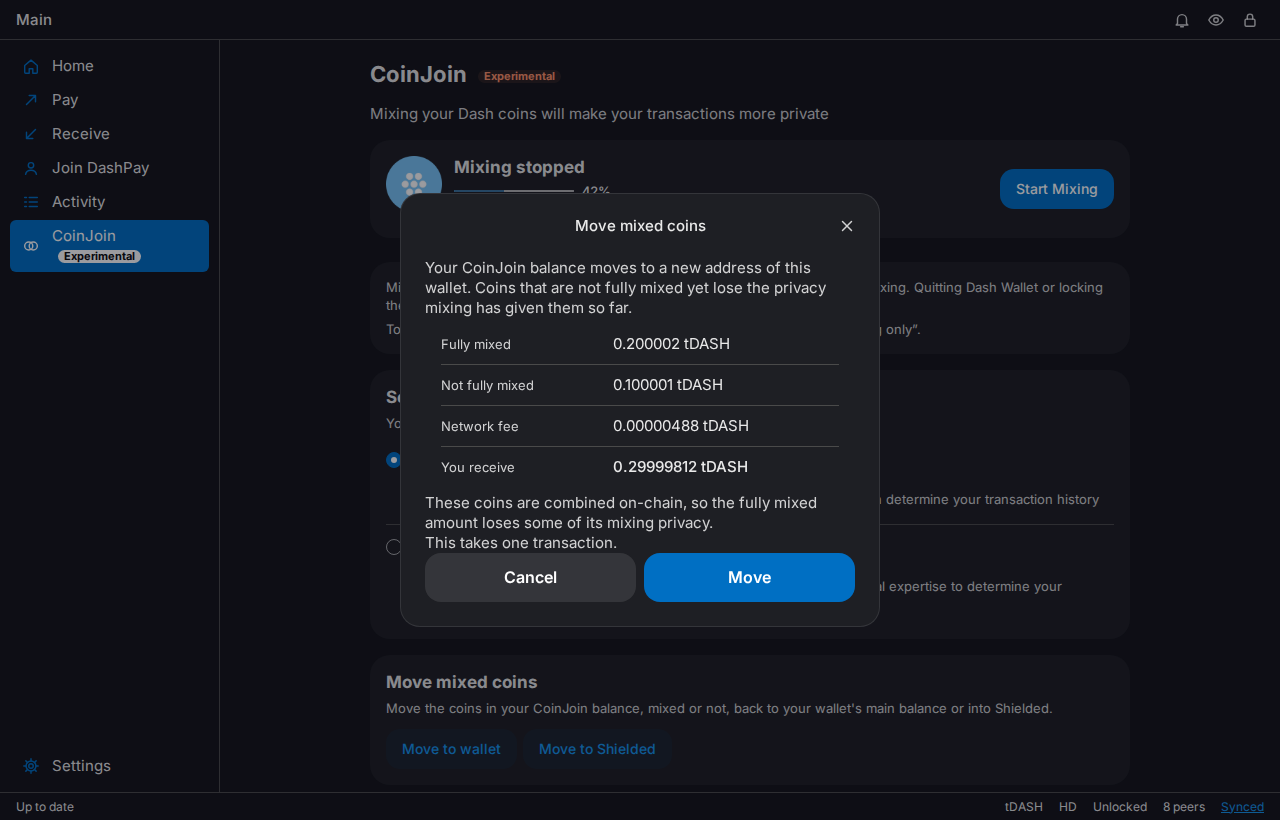 Main
Home
Pay
Receive
Join DashPay
Activity
CoinJoin
Experimental
Settings
CoinJoin Experimental
Mixing your Dash coins will make your transactions more private
Mixing stopped
42%
Start Mixing
xing. Quitting Dash Wallet or locking
the
To
only”.
You
determine your transaction history
expertise to determine your
Move mixed coins
Your CoinJoin balance moves to a new address of this
wallet. Coins that are not fully mixed yet lose the privacy
mixing has given them so far.
Fully mixed 0.200002 tDASH
Not fully mixed 0.100001 tDASH
Network fee 0.00000488 tDASH
You receive 0.29999812 tDASH
These coins are combined on-chain, so the fully mixed
amount loses some of its mixing privacy.
This takes one transaction.
Cancel Move
Move mixed coins
Move the coins in your CoinJoin balance, mixed or not, back to your wallet's main balance or into Shielded.
Move to wallet Move to Shielded
Up to date
tDASH HD Unlocked 8 peers Synced